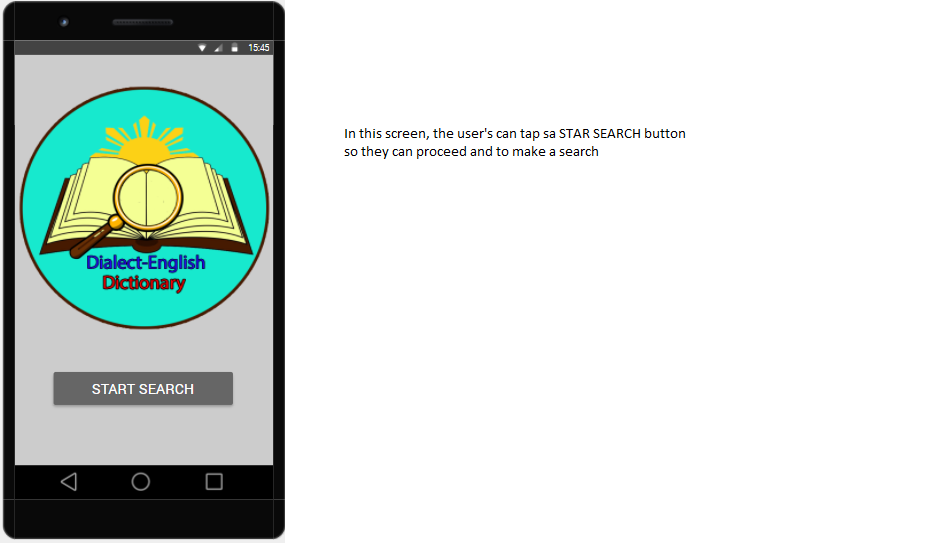 15:45
In this screen, the user's can tap sa STAR SEARCH button
so they can proceed and to make a search
Dialect-English
Dictionary
START SEARCH